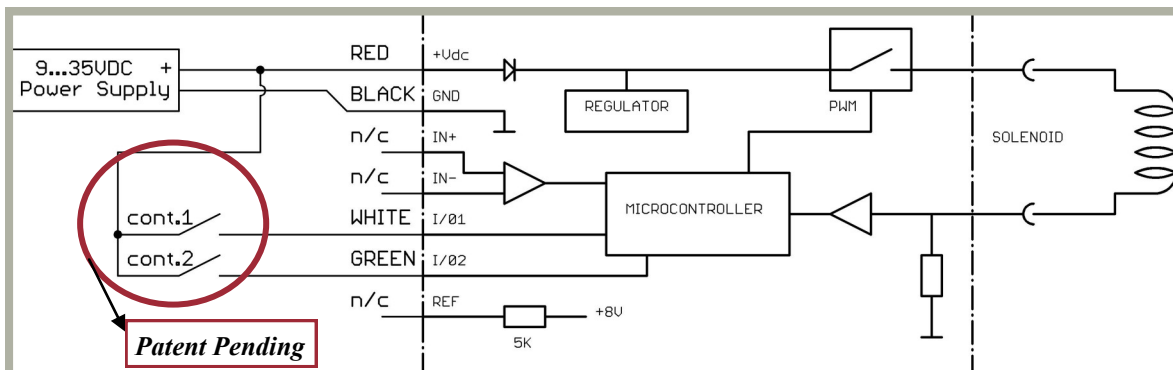 9...35VDC +
Power Supply
RED
+Vdc
BLACK
GND
n/c
IN+
n/c
IN-
cont.1
WHITE
I/01
cont.2
GREEN
I/02
n/c
REF
5K
+8V
REGULATOR
PWM
MICROCONTROLLER
SOLENOID
Patent Pending